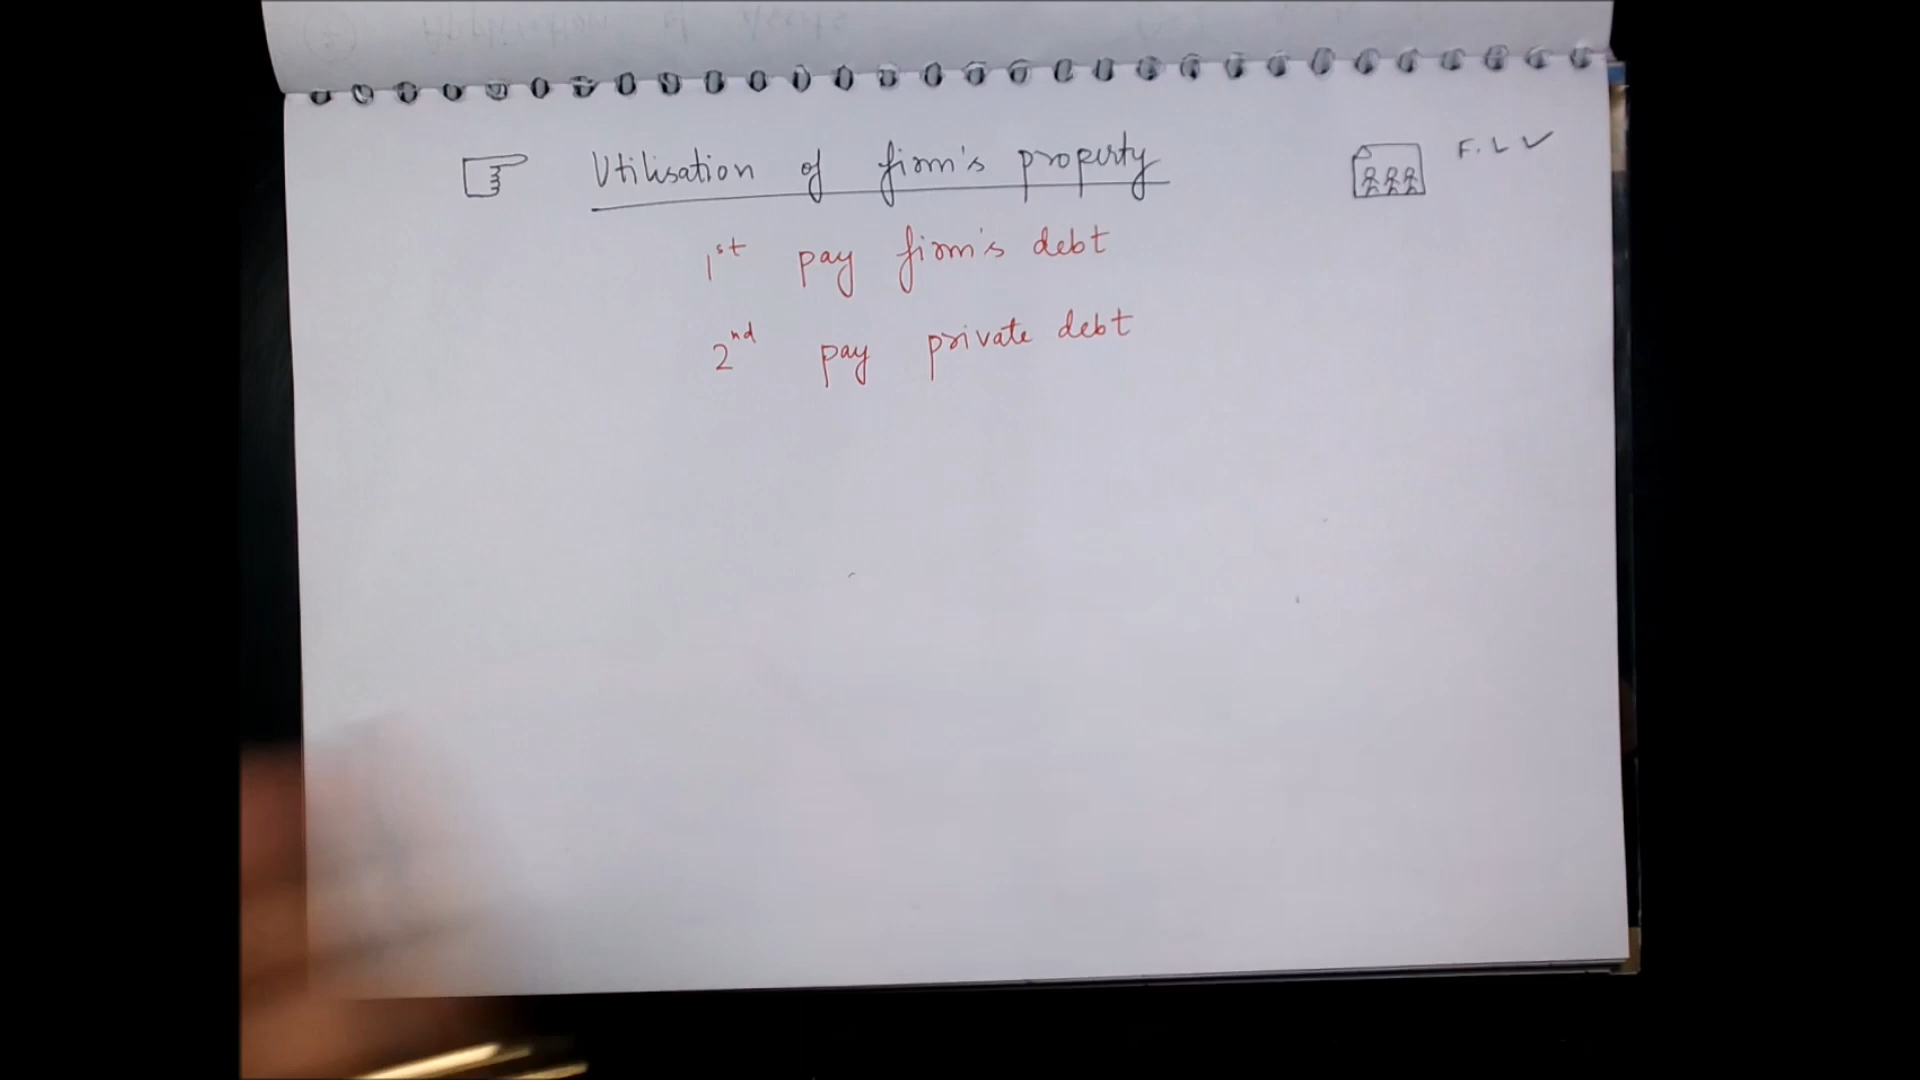 Utilisation of firm's property
F. L ✓
1st pay firm's debt
2nd pay private debt